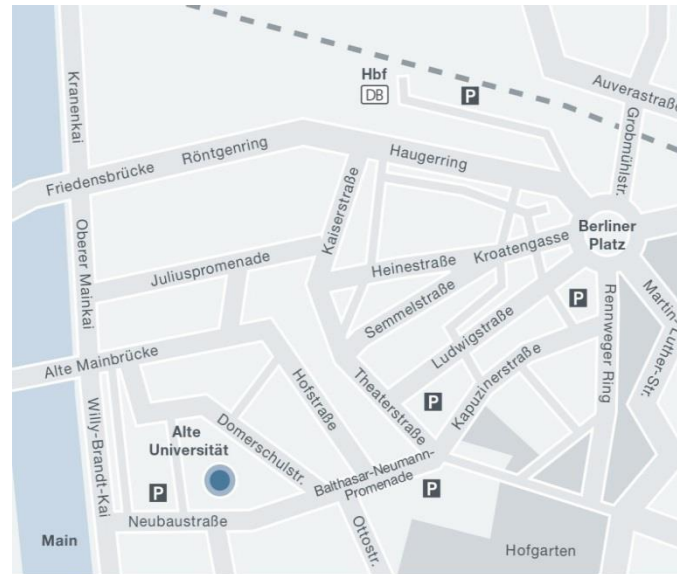 Hbf
DB
P
Auverastraße
Kranenkai
Grobmühlstr.
Röntgenring
Haugerring
Friedensbrücke
Kaiserstraße
Berliner
Platz
Kroatengasse
Oberer Mainkai
Juliuspromenade
Heinestraße
Semmelstraße
P
Rennweger Ring
Martin-Luther-Str.
Ludwigstraße
Alte Mainbrücke
Hofstraße
Theaterstraße
Kapuzinerstraße
P
Willy-Brandt-kai
Alte
Universität
Domerschulstr.
Balthasar-Neumann-
Promenade
P
P
Neubaustraße
Ottostr.
Main
Hofgarten